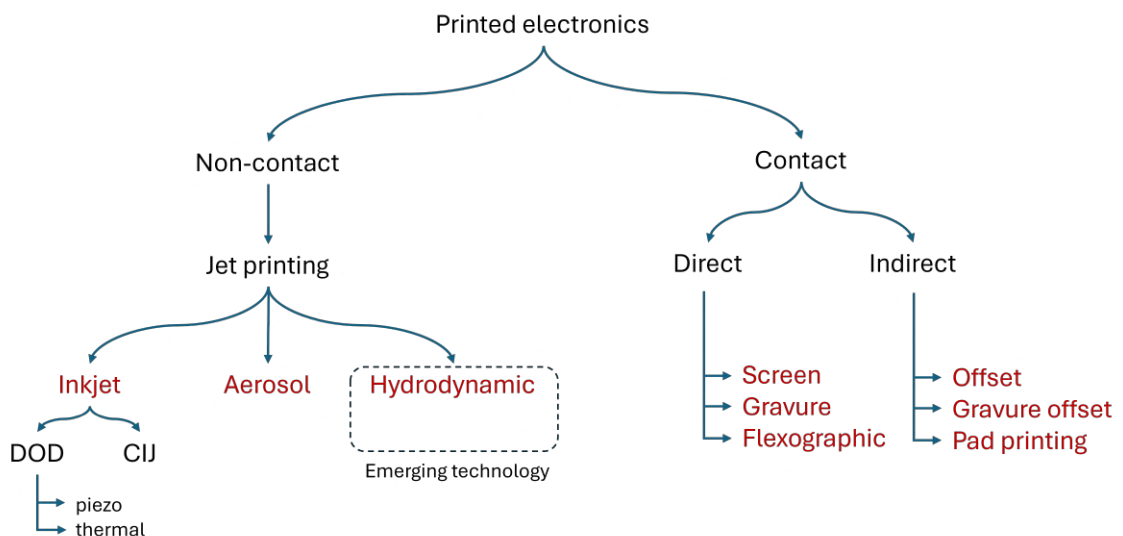 Printed electronics
Non-contact
Contact
Jet printing
Direct
Indirect
Inkjet
Aerosol
Hydrodynamic
Screen
Gravure
Flexographic
Offset
Gravure offset
Pad printing
DOD
CIJ
Emerging technology
piezo
thermal